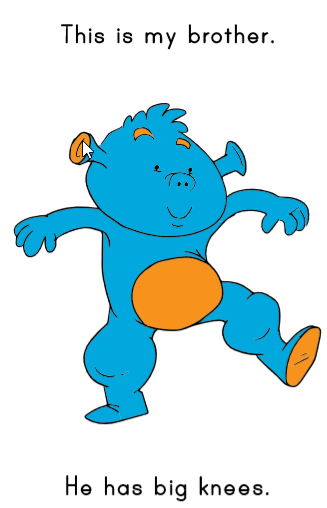 This is my brother.
He has big knees.